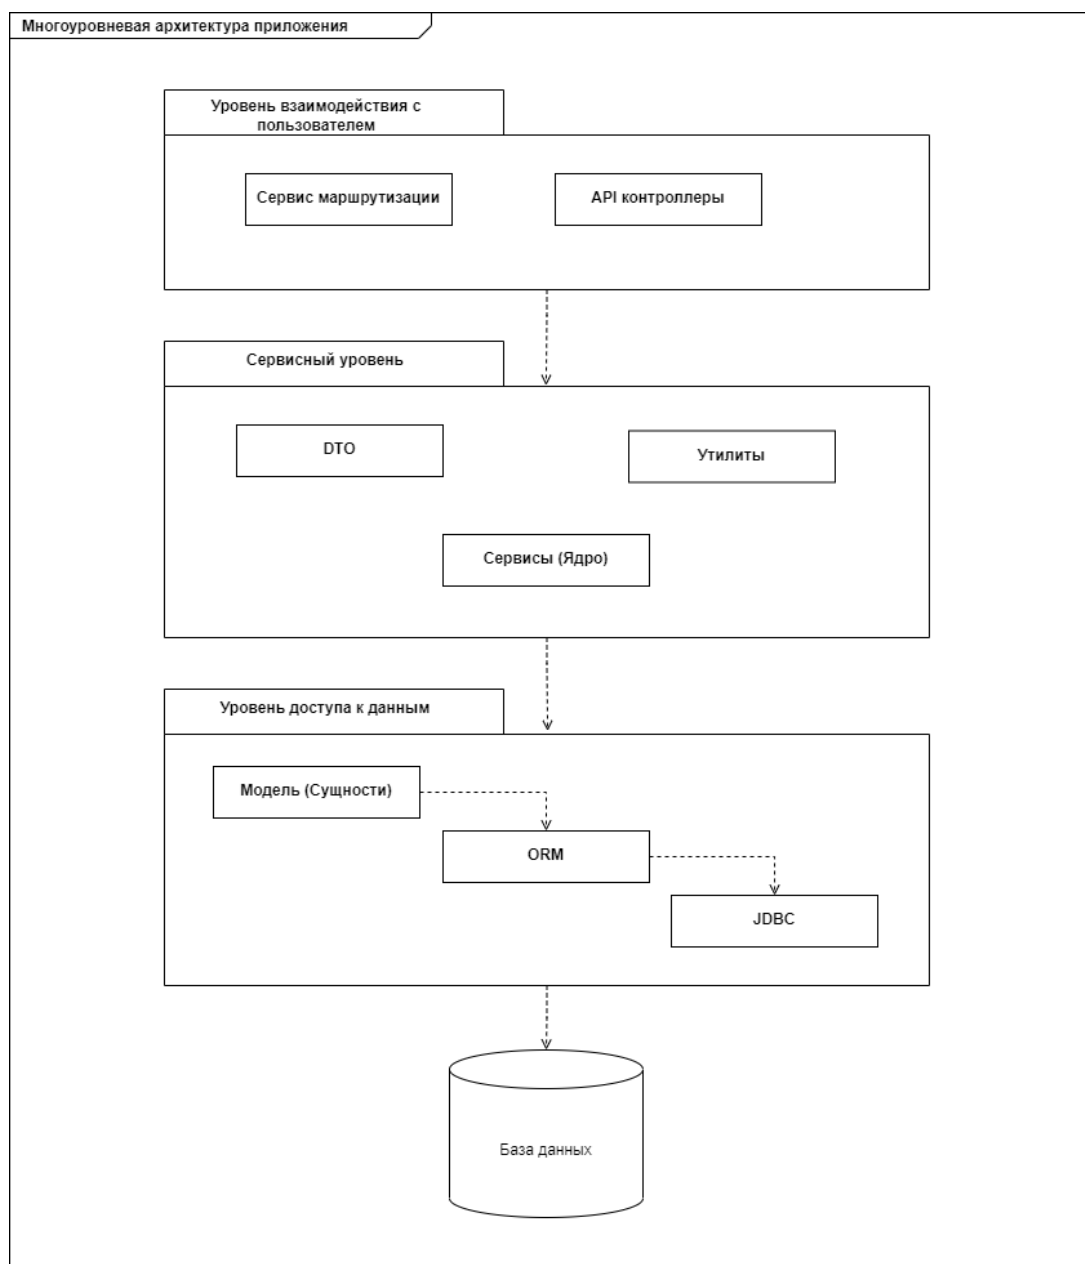 Многоуровневая архитектура приложения
Уровень взаимодействия с
пользователем
Сервис маршрутизации
API контроллеры
Сервисный уровень
DTO
Утилиты
Сервисы (Ядро)
Уровень доступа к данным
Модель (Сущности)
ORM
JDBC
База данных